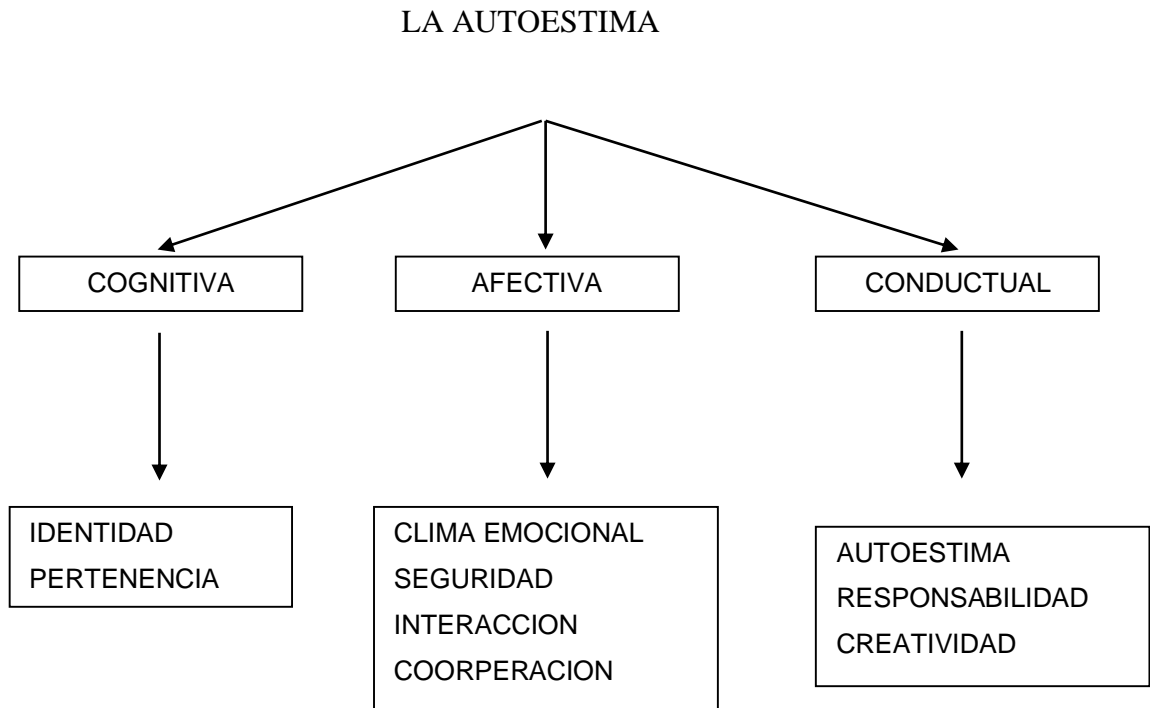 LA AUTOESTIMA
COGNITIVA
AFECTIVA
CONDUCTUAL
IDENTIDAD
PERTENENCIA
CLIMA EMOCIONAL
SEGURIDAD
INTERACCION
COORPERACION
AUTOESTIMA
RESPONSABILIDAD
CREATIVIDAD